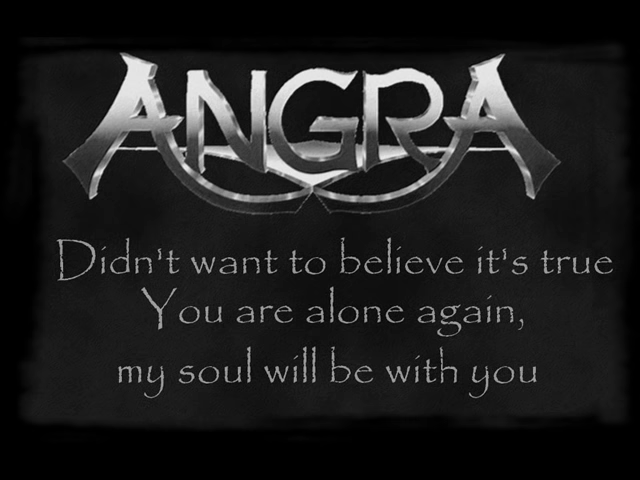 ANGRA
Didn't want to believe it's true
You are alone again,
my soul will be with you